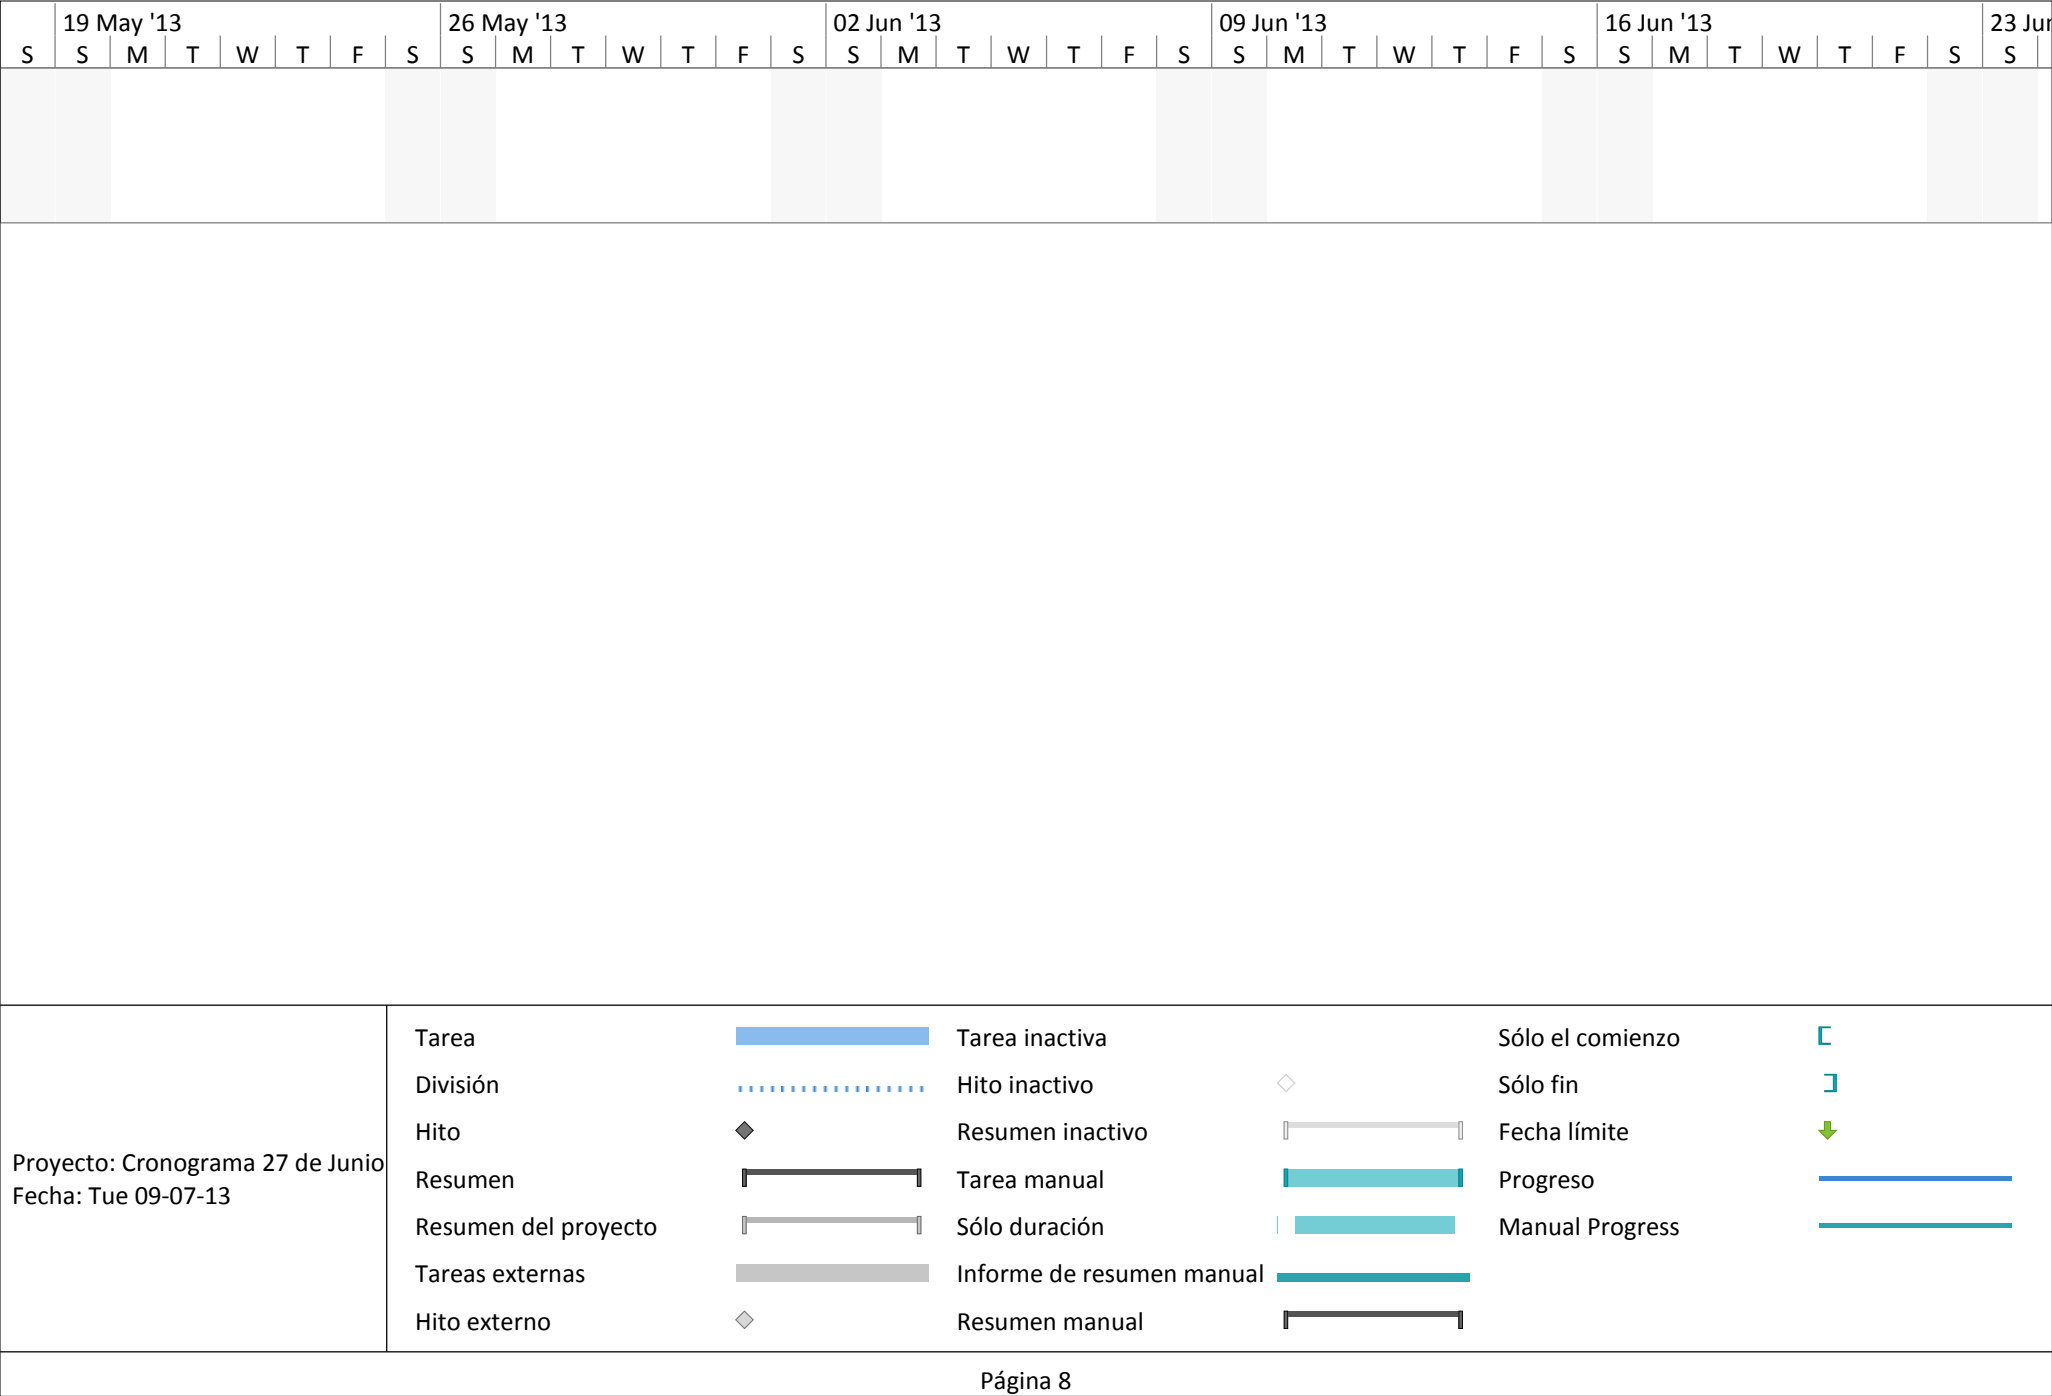 19 May '13 26 May '13 02 Jun '13 09 Jun '13 16 Jun '13 23 Jun
S S M T W T F S S M T W T F S S M T W T F S S M T W T F S S M T W T F S S
Tarea Tarea inactiva Sólo el comienzo
División Hito inactivo Sólo fin
Hito Resumen inactivo Fecha límite
Proyecto: Cronograma 27 de Junio
Fecha: Tue 09-07-13
Resumen Tarea manual Progreso
Resumen del proyecto Sólo duración Manual Progress
Tareas externas Informe de resumen manual
Hito externo Resumen manual
Página 8